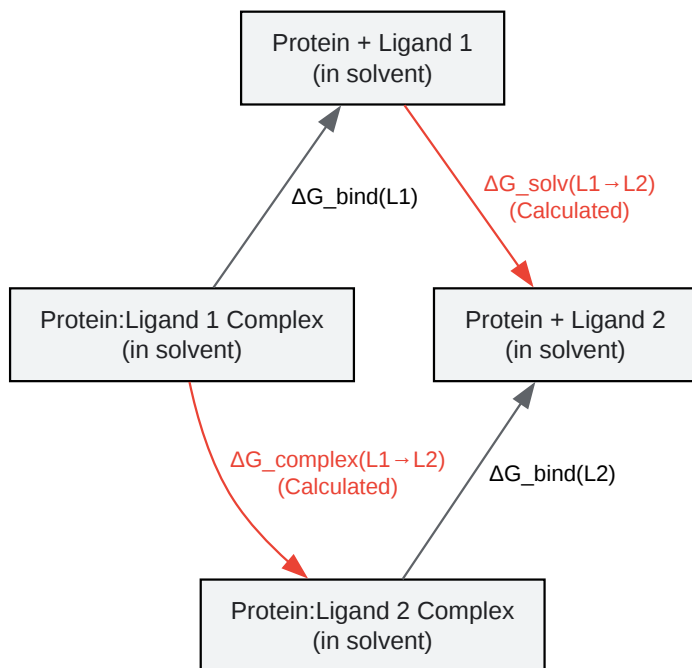 Protein + Ligand 1
(in solvent)
ΔG_solv(L1→L2)
(Calculated)
ΔG_bind(L1)
Protein:Ligand 1 Complex
(in solvent)
Protein + Ligand 2
(in solvent)
ΔG_complex(L1→L2)
(Calculated)
ΔG_bind(L2)
Protein:Ligand 2 Complex
(in solvent)